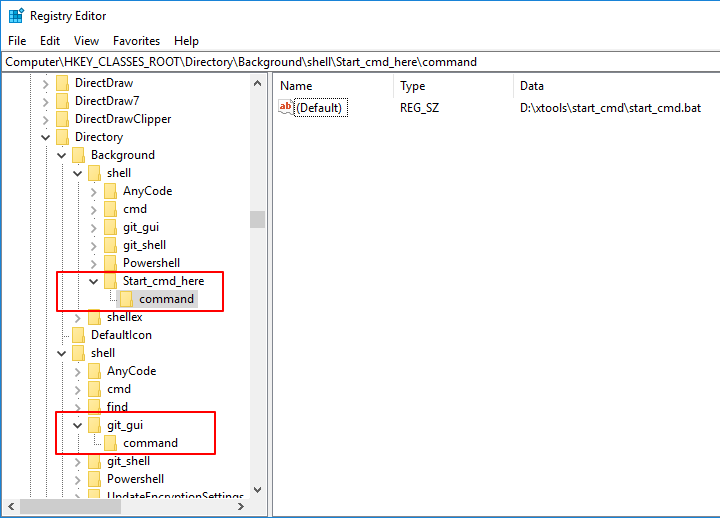 Registry Editor
File Edit View Favorites Help
Computer\HKEY_CLASSES_ROOT\Directory\Background\shell\Start_cmd_here\command
DirectDraw
DirectDraw7
DirectDrawClipper
Directory
Background
shell
AnyCode
cmd
git_gui
git_shell
Powershell
Start_cmd_here
command
shellex
DefaultIcon
shell
AnyCode
cmd
find
git_gui
command
git_shell
Powershell
UpdateEncryptionSettings
Name Type Data
ab (Default) REG_SZ D:\xtools\start_cmd\start_cmd.bat